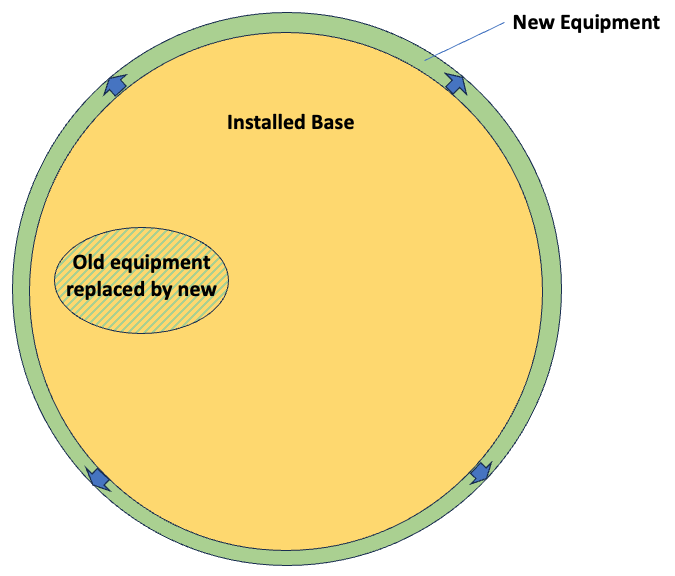 New Equipment
Installed Base
Old equipment
replaced by new